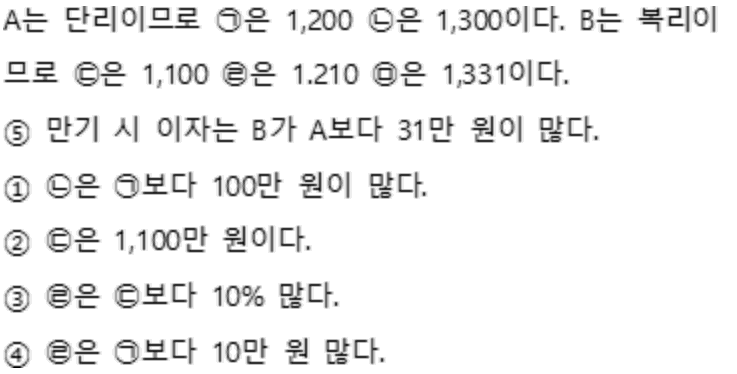 A는 단리이므로 ㉠은 1,200 ㉡은 1,300이다. B는 복리이
므로 ㉢은 1,100 ㉣은 1.210 ㉤은 1,331이다.
⑤ 만기 시 이자는 B가 A보다 31만 원이 많다.
① ㉡은 ㉠보다 100만 원이 많다.
② ㉢은 1,100만 원이다.
③ ㉣은 ㉢보다 10% 많다.
④ ㉣은 ㉠보다 10만 원 많다.